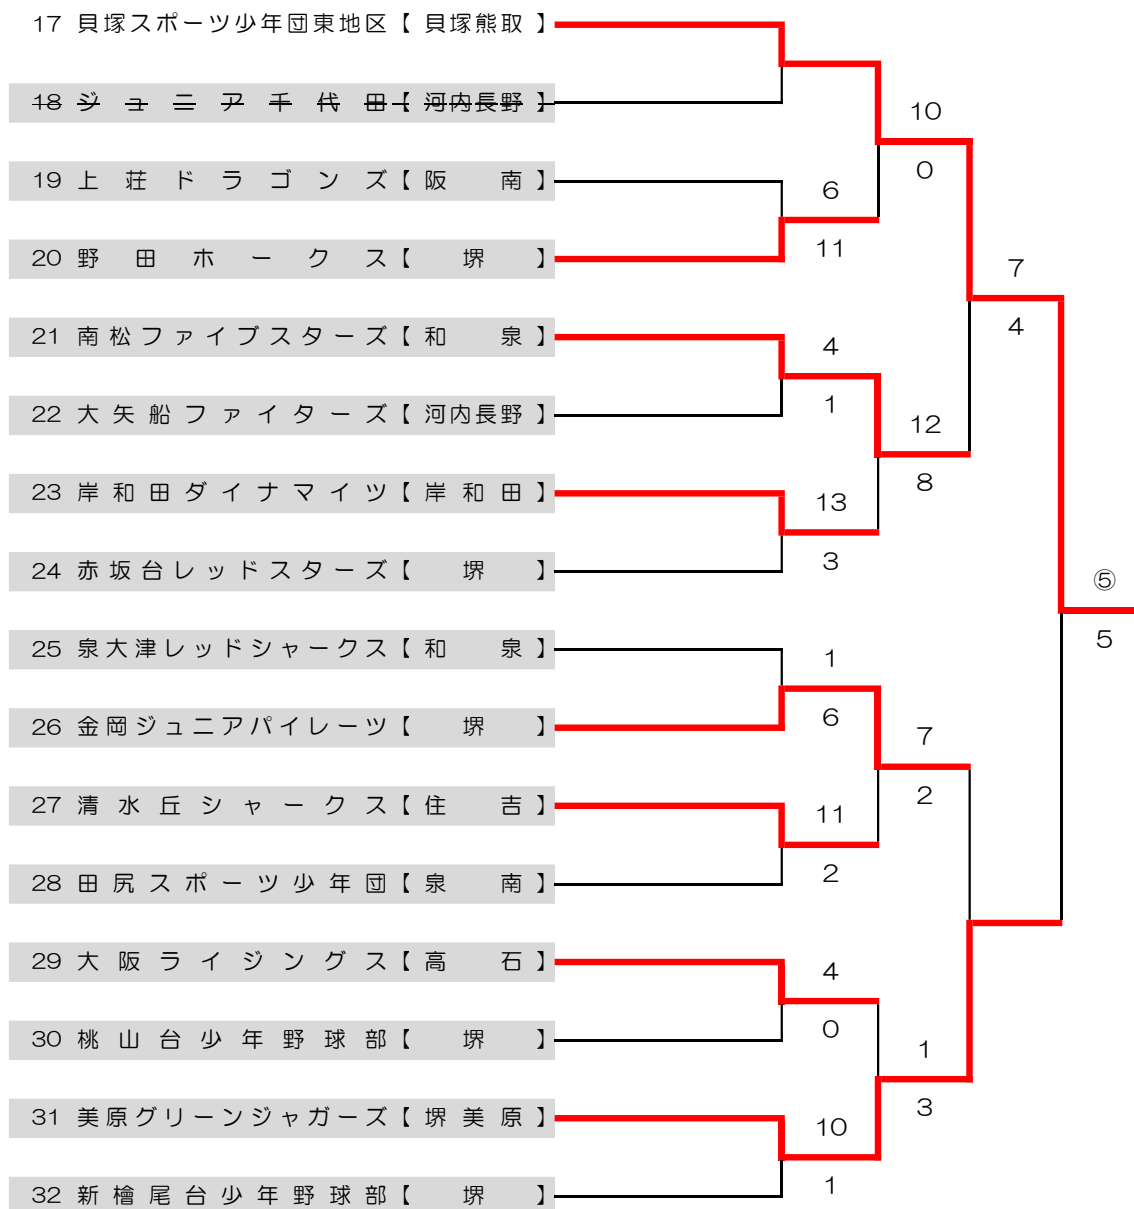 17 貝塚スポーツ少年団東地区【 貝塚熊取 】
18 ジュニア千代田【 河内長野 】
10
19 上荘ドラゴンズ【 阪南 】
0
6
20 野田ホークス【 堺 】
11
7
21 南松ファイブスターズ【 和泉 】
4
4
22 大矢船ファイターズ【 河内長野 】
1
12
23 岸和田ダイナマイツ【 岸和田 】
8
13
24 赤坂台レッドスターズ【 堺 】
3
⑤
25 泉大津レッドシャークス【 和泉 】
5
1
26 金岡ジュニアパイレーツ【 堺 】
6
7
27 清水丘シャークス【 住吉 】
2
11
28 田尻スポーツ少年団【 泉南 】
2
29 大阪ライジングス【 高石 】
4
30 桃山台少年野球部【 堺 】
0
1
31 美原グリーンジャガーズ【 堺美原 】
3
10
32 新檜尾台少年野球部【 堺 】
1